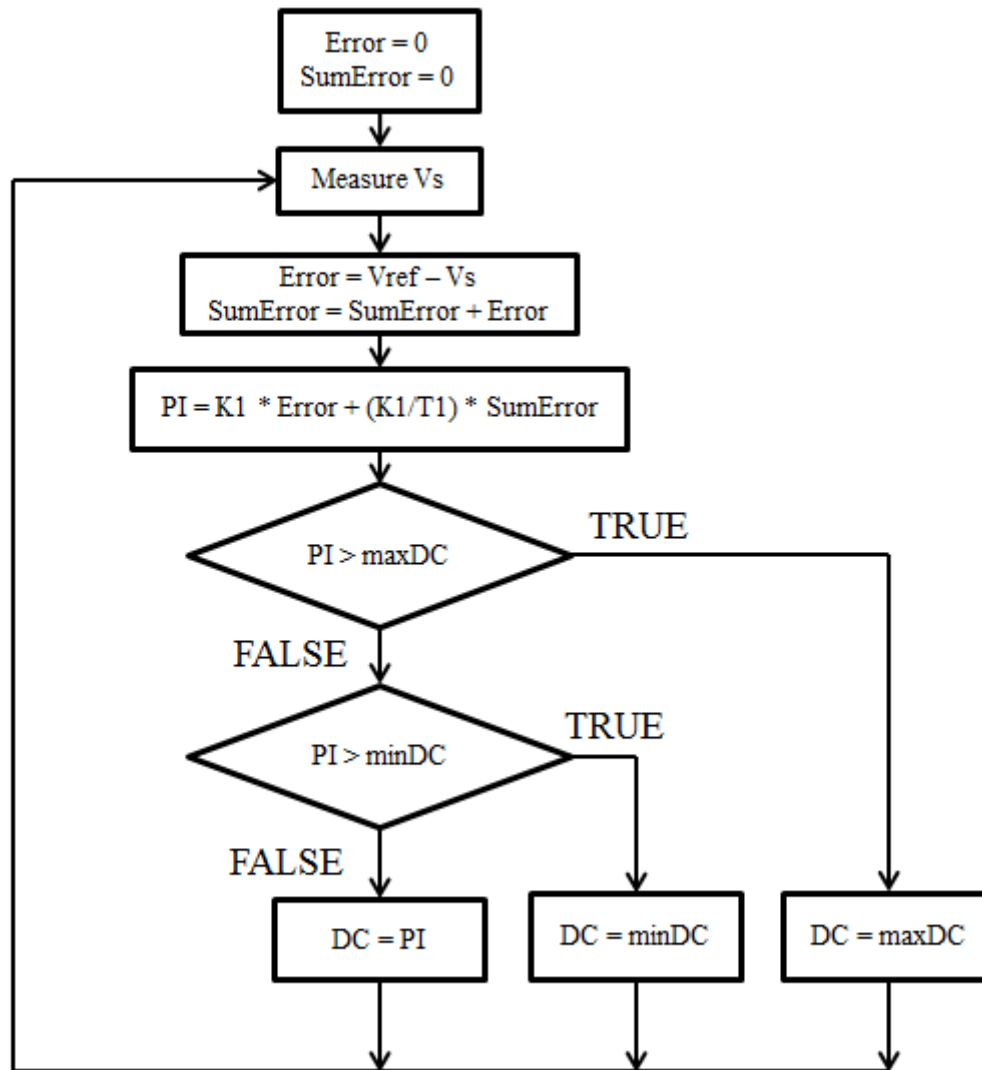 Error = 0
SumError = 0
Measure Vs
Error = Vref – Vs
SumError = SumError + Error
PI = K1 * Error + (K1/T1) * SumError
PI > maxDC
TRUE
FALSE
PI > minDC
TRUE
FALSE
DC = PI
DC = minDC
DC = maxDC